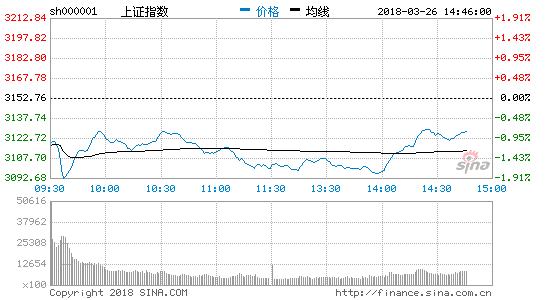 sh000001 上证指数 价格 均线 2018-03-26 14:46:00
3212.84 +1.91%
3197.82 +1.43%
3182.80 +0.95%
3167.78 +0.48%
3152.76 0.00%
3137.74 -0.48%
3122.72 -0.95%
3107.70 -1.43%
3092.68 -1.91%
09:30 10:00 10:30 11:00 11:30 13:30 14:00 14:30 15:00
50616
37962
25308
12654
x100
sina
Copyright 2018 SINA.COM http://finance.sina.com.cn